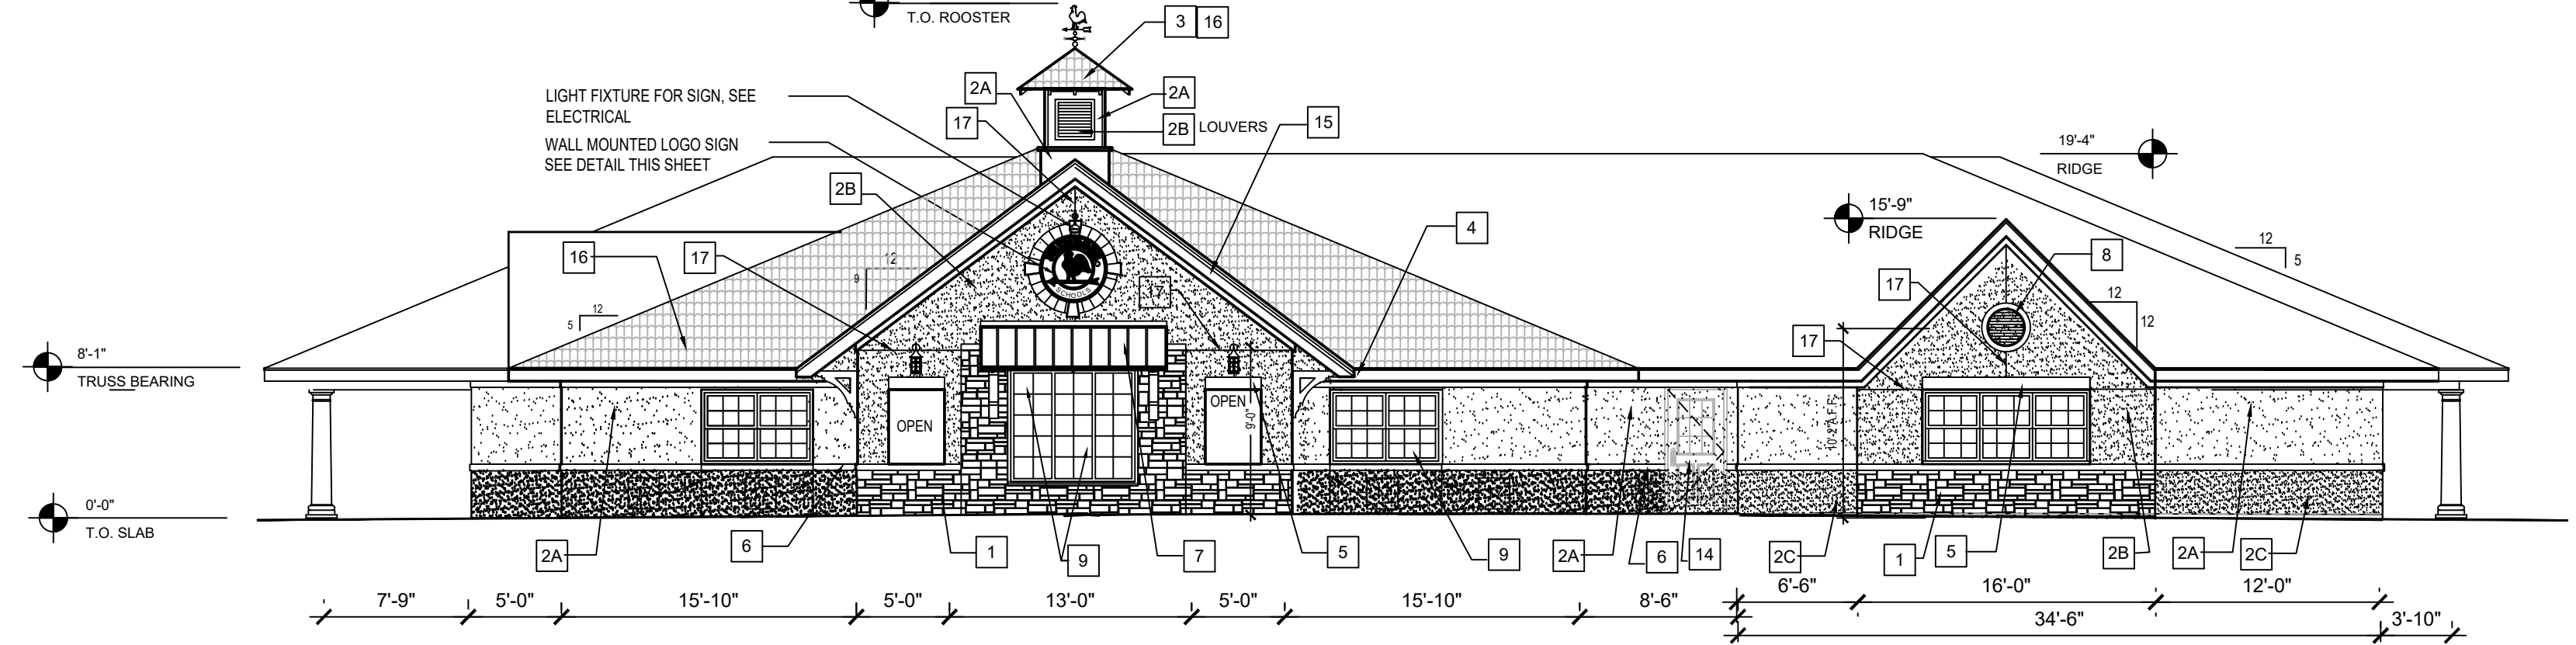 T.O. ROOSTER
3 16
2A
LIGHT FIXTURE FOR SIGN, SEE
ELECTRICAL
2A
17
2B LOUVERS
15
WALL MOUNTED LOGO SIGN
SEE DETAIL THIS SHEET
19'-4"
RIDGE
2B
15'-9"
RIDGE
4
16
17
12
9
17
SCHOOLS
8
17
12
5
12
5
12
12
17
8'-1"
TRUSS BEARING
OPEN
OPEN
9'-0"
10'-2" A.F.F.
0'-0"
T.O. SLAB
2A
6
1
9
7
5
9
2A
6
14
2C
1
5
2B
2A
2C
7'-9"
5'-0"
15'-10"
5'-0"
13'-0"
5'-0"
15'-10"
8'-6"
6'-6"
16'-0"
12'-0"
34'-6"
3'-10"